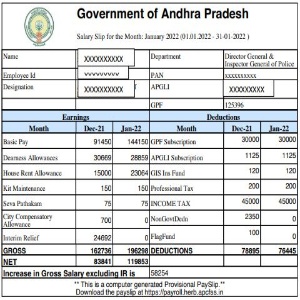 Government of Andhra Pradesh
Salary Slip for the Month: January 2022 (01.01.2022 - 31-01-2022 )
Name XXXXXXXXXX Department Director General & Inspector General of Police
Employee Id vvvvvvvvv PAN xxxxxxxxxx
Designation XXXXXXXXXX APGLI XXXXXXXXXX
GPF 125396
Earnings Deductions
Month Dec-21 Jan-22 Month Dec-21 Jan-22
Basic Pay 91450 144150 GPF Subscription 30000 30000
Dearness Allowances 30669 28859 APGLI Subscription 1125 1125
House Rent Allowance 15000 23064 GIS Ins Fund 120 120
Kit Maintenance 150 150 Professional Tax 200 200
Seva Pathakam 75 75 INCOME TAX 45000 45000
City Compensatory Allowance 700 0 NonGovtDedn 2350 0
Interim Relief 24692 0 FlagFund 100 0
GROSS 162736 196298 DEDUCTIONS 78895 76445
NET 83841 119853
Increase in Gross Salary excluding IR is 58254
** This is a computer generated Provisional PaySlip.**
Download the payslip at https://payroll.herb.apcfss.in